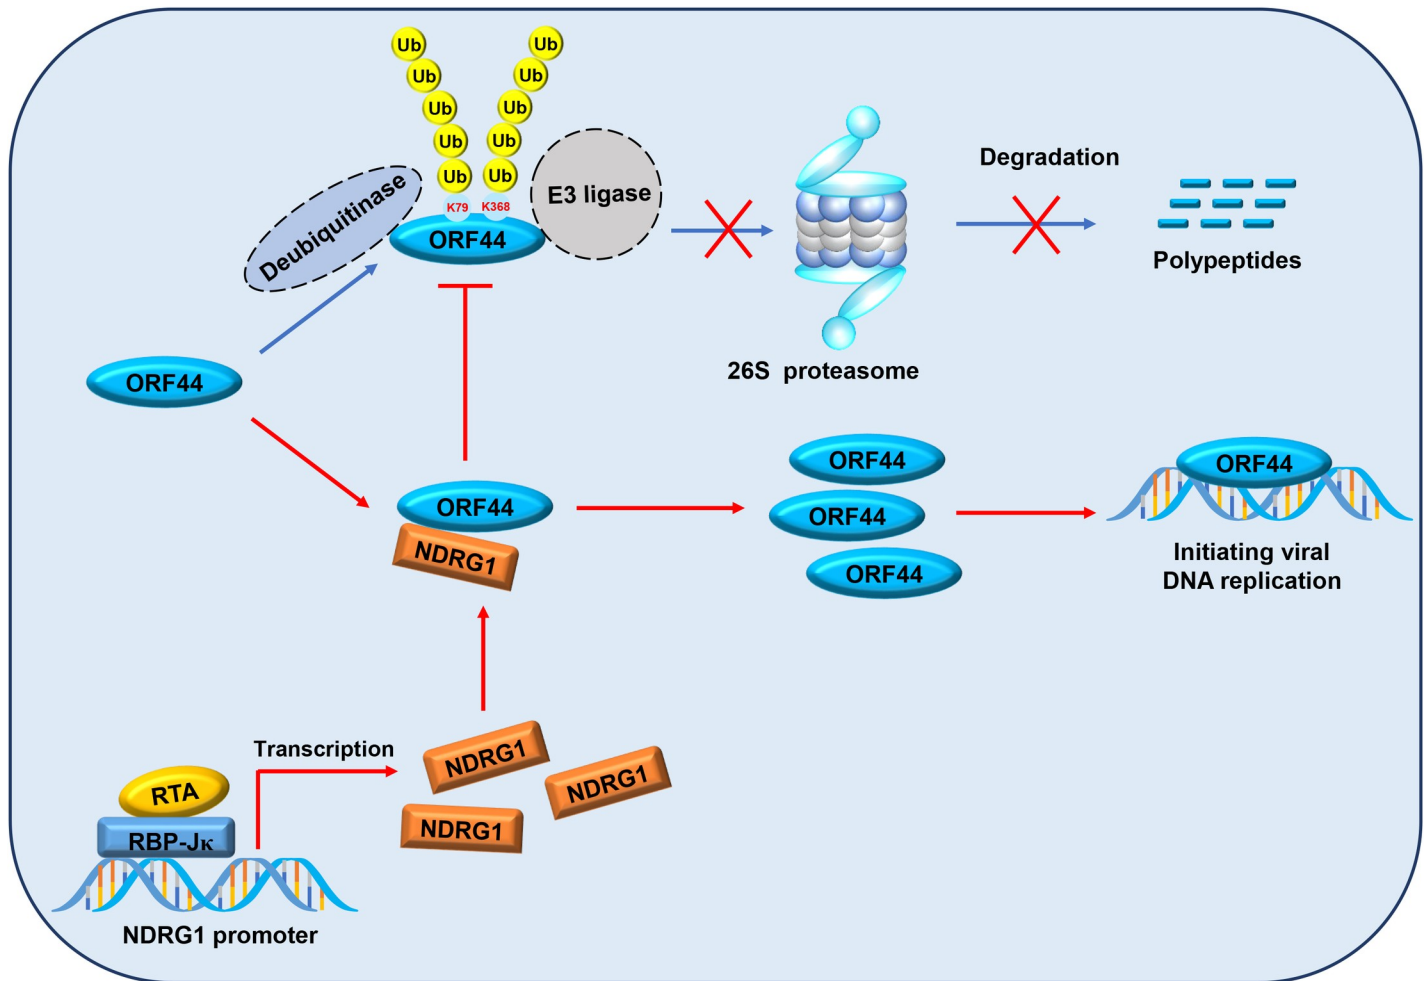 Ub
Ub
Ub
Ub
Ub
Ub
Ub
Ub
Ub
Ub
K79
K368
Deubiquitinase
ORF44
E3 ligase
Degradation
Polypeptides
26S proteasome
ORF44
ORF44
NDRG1
ORF44
ORF44
ORF44
ORF44
Initiating viral
DNA replication
Transcription
NDRG1
NDRG1
NDRG1
RTA
RBP-Jκ
NDRG1 promoter